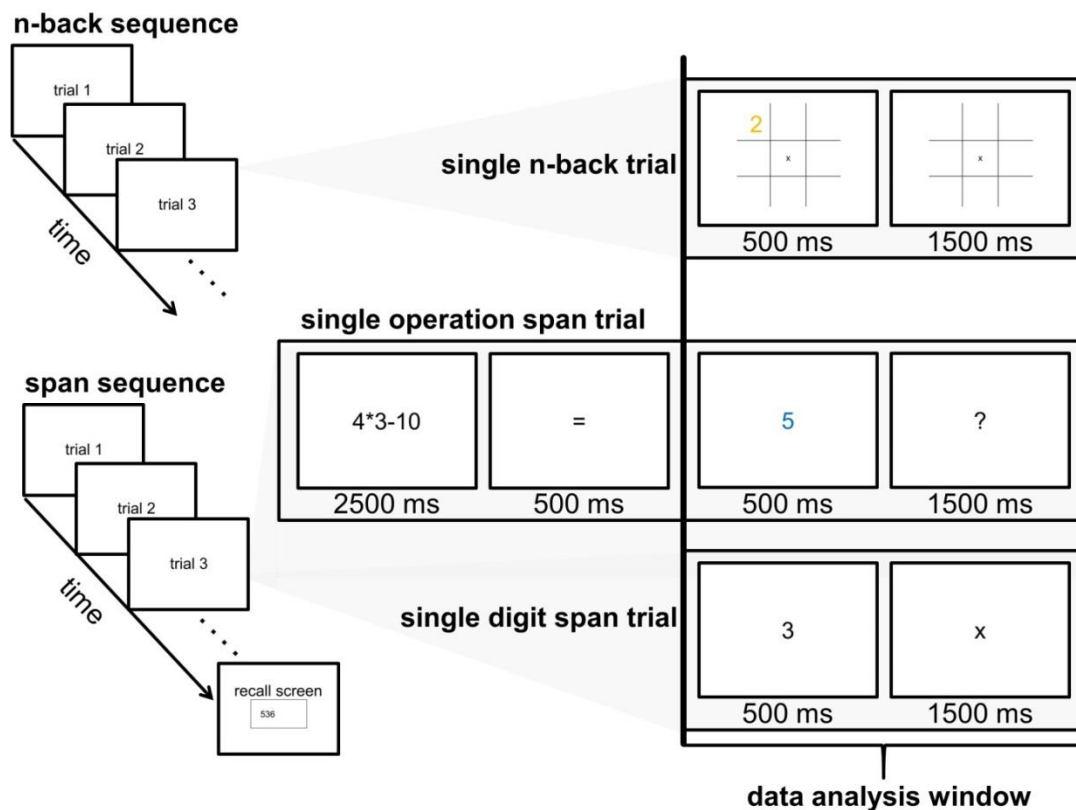 n-back sequence
trial 1
trial 2
trial 3
time
single n-back trial
2
x
x
500 ms
1500 ms
single operation span trial
4*3-10
=
5
?
2500 ms
500 ms
500 ms
1500 ms
span sequence
trial 1
trial 2
trial 3
time
recall screen
536
single digit span trial
3
x
500 ms
1500 ms
data analysis window